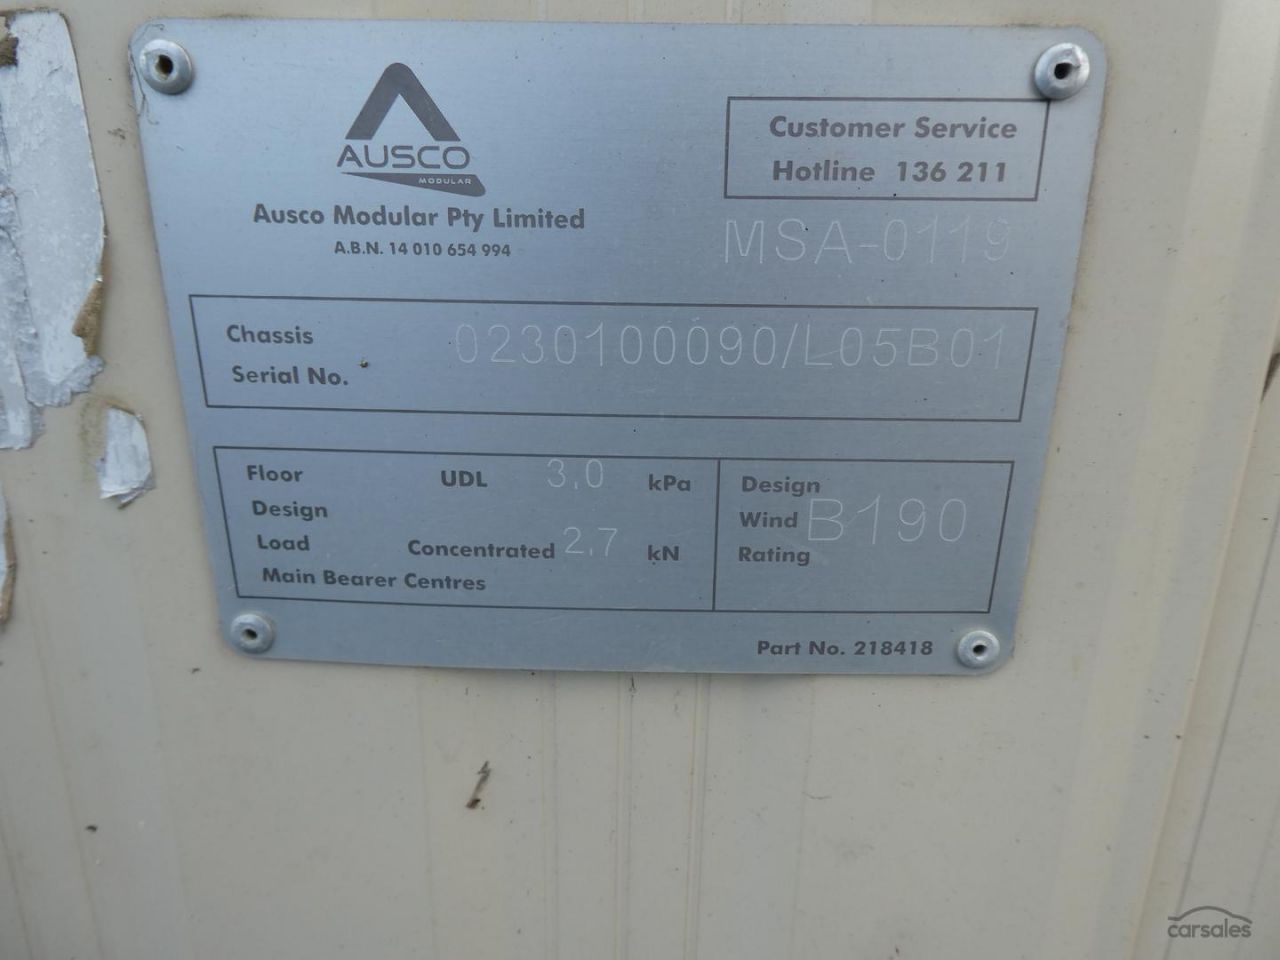 AUSCO
MODULAR
Ausco Modular Pty Limited
A.B.N. 14 010 654 994
Customer Service
Hotline 136 211
MSA-0119
Chassis
Serial No.
0230100090/L05B01
Floor
Design
Load
UDL 3.0 kPa
Concentrated 2.7 kN
Main Bearer Centres
Design
Wind
Rating
B190
Part No. 218418
carsales